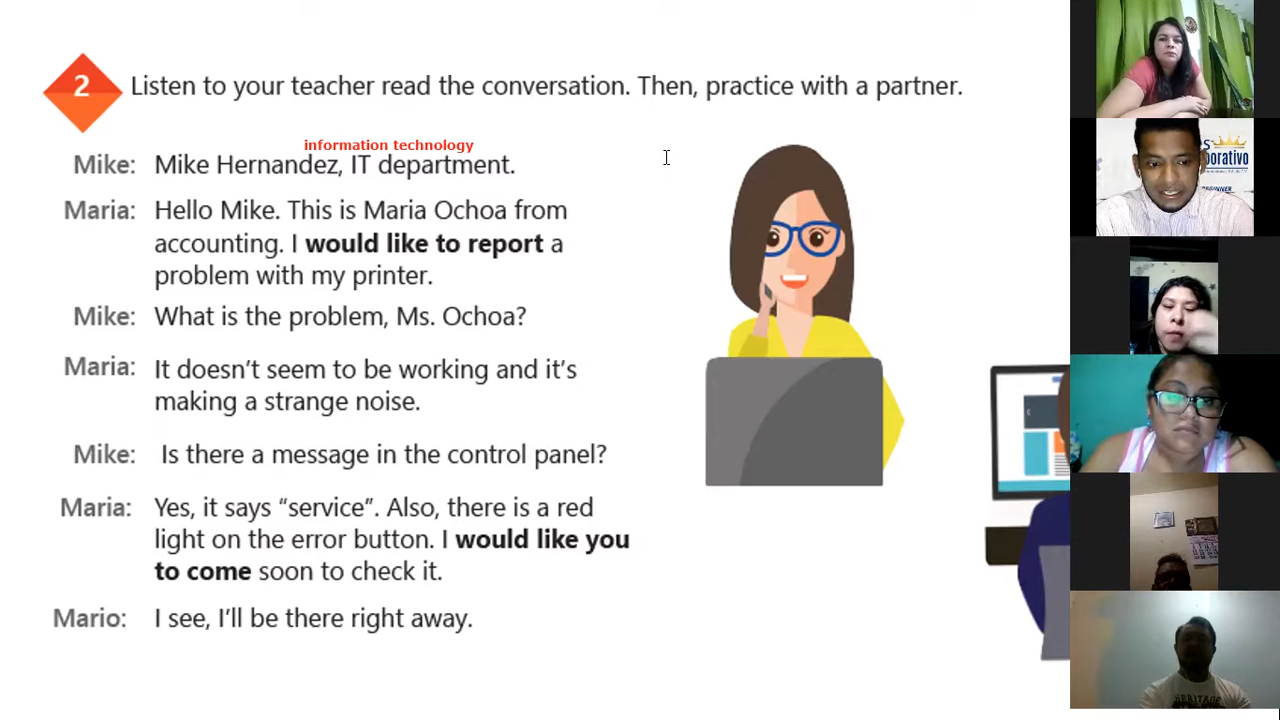 2 Listen to your teacher read the conversation. Then, practice with a partner.
information technology
Mike: Mike Hernandez, IT department.
Maria: Hello Mike. This is Maria Ochoa from
accounting. I would like to report a
problem with my printer.
Mike: What is the problem, Ms. Ochoa?
Maria: It doesn't seem to be working and it's
making a strange noise.
Mike: Is there a message in the control panel?
Maria: Yes, it says “service”. Also, there is a red
light on the error button. I would like you
to come soon to check it.
Mario: I see, I'll be there right away.
S
porativo
HERITAGE